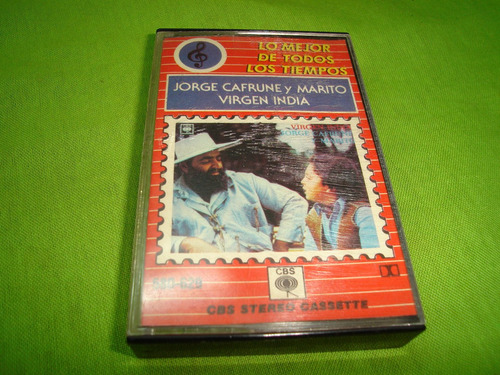 LO MEJOR
DE TODOS
LOS TIEMPOS
JORGE CAFRUNE y MARITO
VIRGEN INDIA
CBS
CBS STEREO CASSETTE